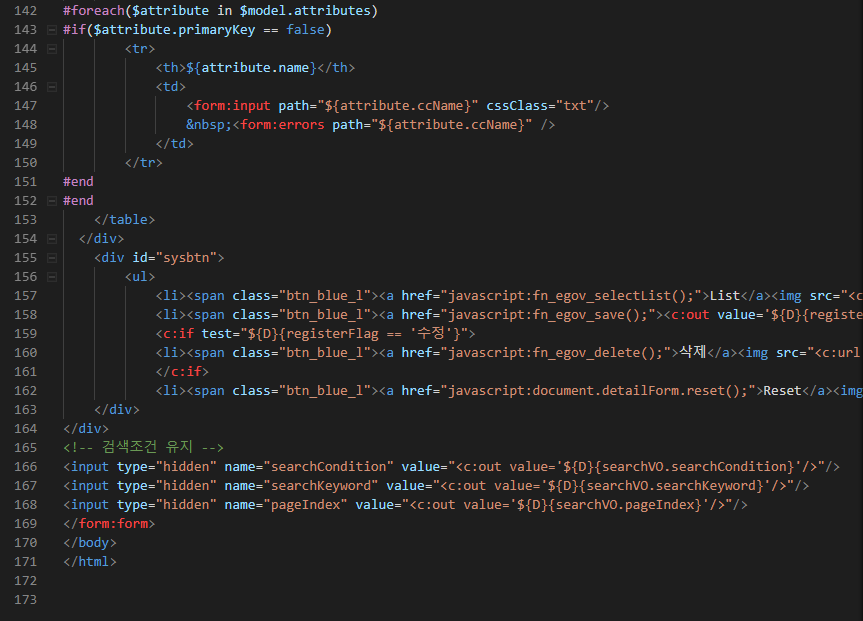 142 #foreach($attribute in $model.attributes)
143 #if($attribute.primaryKey == false)
144 <tr>
145 <th>${attribute.name}</th>
146 <td>
147 <form:input path="${attribute.ccName}" cssClass="txt"/>
148 &nbsp;<form:errors path="${attribute.ccName}" />
149 </td>
150 </tr>
151 #end
152 #end
153 </table>
154 </div>
155 <div id="sysbtn">
156 <ul>
157 <li><span class="btn_blue_l"><a href="javascript:fn_egov_selectList();">List</a><img src="<c
158 <li><span class="btn_blue_l"><a href="javascript:fn_egov_save();"><c:out value='${D}{registe
159 <c:if test="${D}{registerFlag == '수정'}">
160 <li><span class="btn_blue_l"><a href="javascript:fn_egov_delete();">삭제</a><img src="<c:url
161 </c:if>
162 <li><span class="btn_blue_l"><a href="javascript:document.detailForm.reset();">Reset</a><img
163 </div>
164 </div>
165 <!-- 검색조건 유지 -->
166 <input type="hidden" name="searchCondition" value="<c:out value='${D}{searchVO.searchCondition}'/>"/>
167 <input type="hidden" name="searchKeyword" value="<c:out value='${D}{searchVO.searchKeyword}'/>"/>
168 <input type="hidden" name="pageIndex" value="<c:out value='${D}{searchVO.pageIndex}'/>"/>
169 </form:form>
170 </body>
171 </html>
172
173